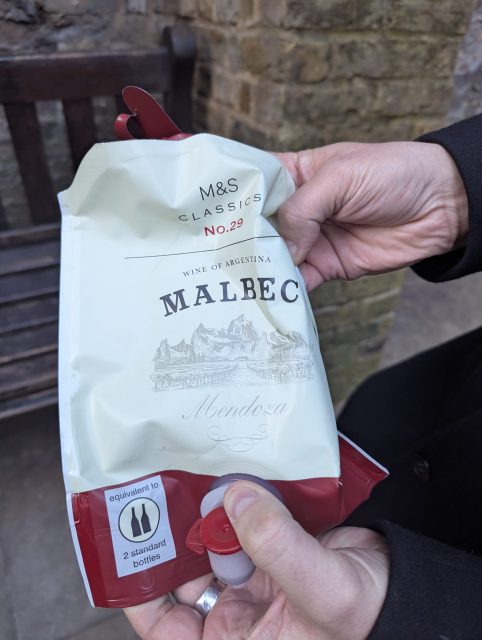 M&S
CLASSICS
No.29
WINE OF ARGENTINA
MALBEC
Mendoza
equivalent to
2 standard
bottles